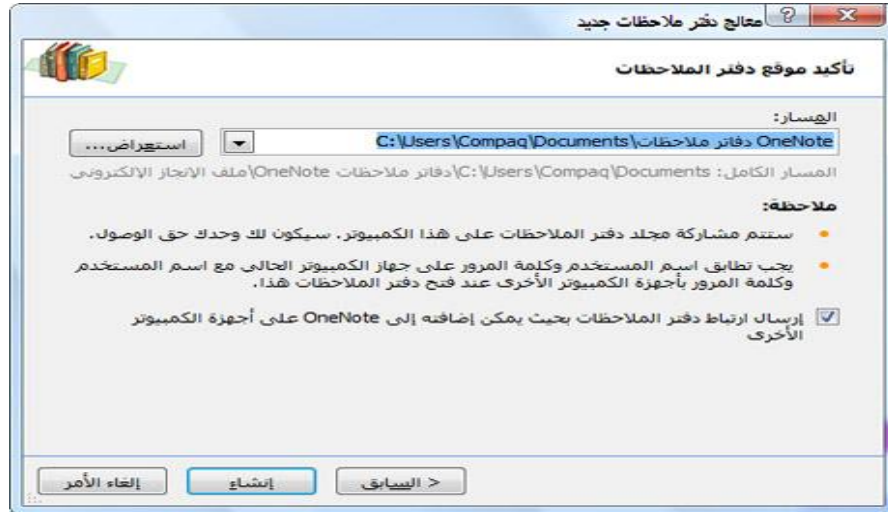 معالج دفتر ملاحظات جديد
تأكيد موقع دفتر الملاحظات
المسار:
C:\Users\Compaq\Documents\دفاتر ملاحظات OneNote
استعراض...
المسار الكامل: C:\Users\Compaq\Documents\دفاتر ملاحظات OneNote\ملف الانجاز الالكتروني
ملاحظة:
• ستتم مشاركة مجلد دفتر الملاحظات على هذا الكمبيوتر. سيكون لك وحدك حق الوصول.
• يجب تطابق اسم المستخدم وكلمة المرور على جهاز الكمبيوتر الحالي مع اسم المستخدم
وكلمة المرور بأجهزة الكمبيوتر الأخرى عند فتح دفتر الملاحظات هذا.
إرسال ارتباط دفتر الملاحظات بحيث يمكن إضافته إلى OneNote على أجهزة الكمبيوتر
الأخرى
< السابق
إنشاء
إلغاء الأمر